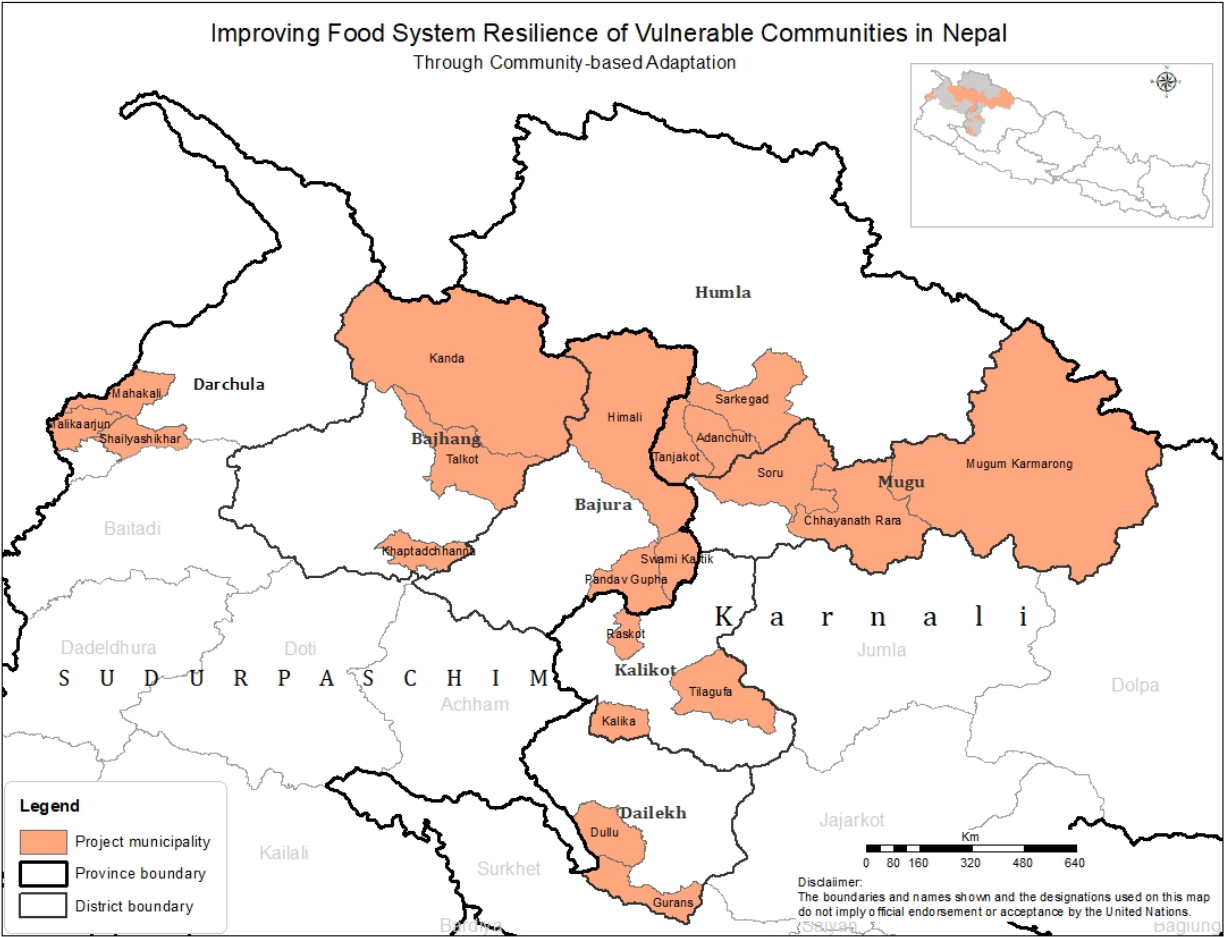 Improving Food System Resilience of Vulnerable Communities in Nepal
Through Community-based Adaptation
N
W
E
S
Humla
Kanda
Darchula
Mahakali
Talikaarjun
Shailyashikhar
Himali
Sarkegad
Bajhang
Talkot
Adanchuli
Tanjakot
Soru
Mugum Karmarong
Mugu
Bajura
Chhayanath Rara
Baitadi
Khaptadchhanna
Swami Kartik
Pandav Gupha
Karnali
Raskot
Dadeldhura
Doti
Jumla
Kalikot
SUDURPASCHIM
Tilagufa
Dolpa
Achham
Kalika
Legend
Project municipality
Province boundary
District boundary
Dailekh
Dullu
Jajarkot
Kailali
Surkhet
Gurans
Km
0 80 160 320 480 640
Disclaiimer:
The boundaries and names shown and the designations used on this map
do not imply official endorsement or acceptance by the United Nations.
Bardiya
Salyan
Baglung